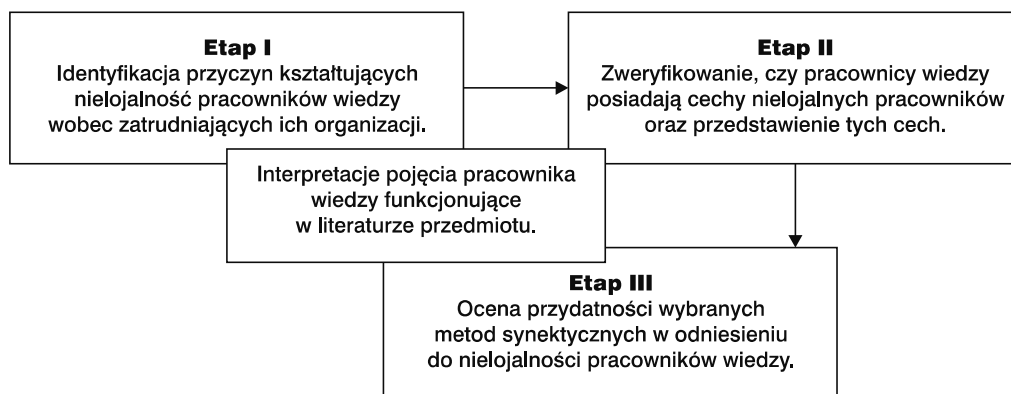 Etap I
Identyfikacja przyczyn kształtujących
nielojalność pracowników wiedzy
wobec zatrudniających ich organizacji.
Etap II
Zweryfikowanie, czy pracownicy wiedzy
posiadają cechy nielojalnych pracowników
oraz przedstawienie tych cech.
Interpretacje pojęcia pracownika
wiedzy funkcjonujące
w literaturze przedmiotu.
Etap III
Ocena przydatności wybranych
metod synektycznych w odniesieniu
do nielojalności pracowników wiedzy.